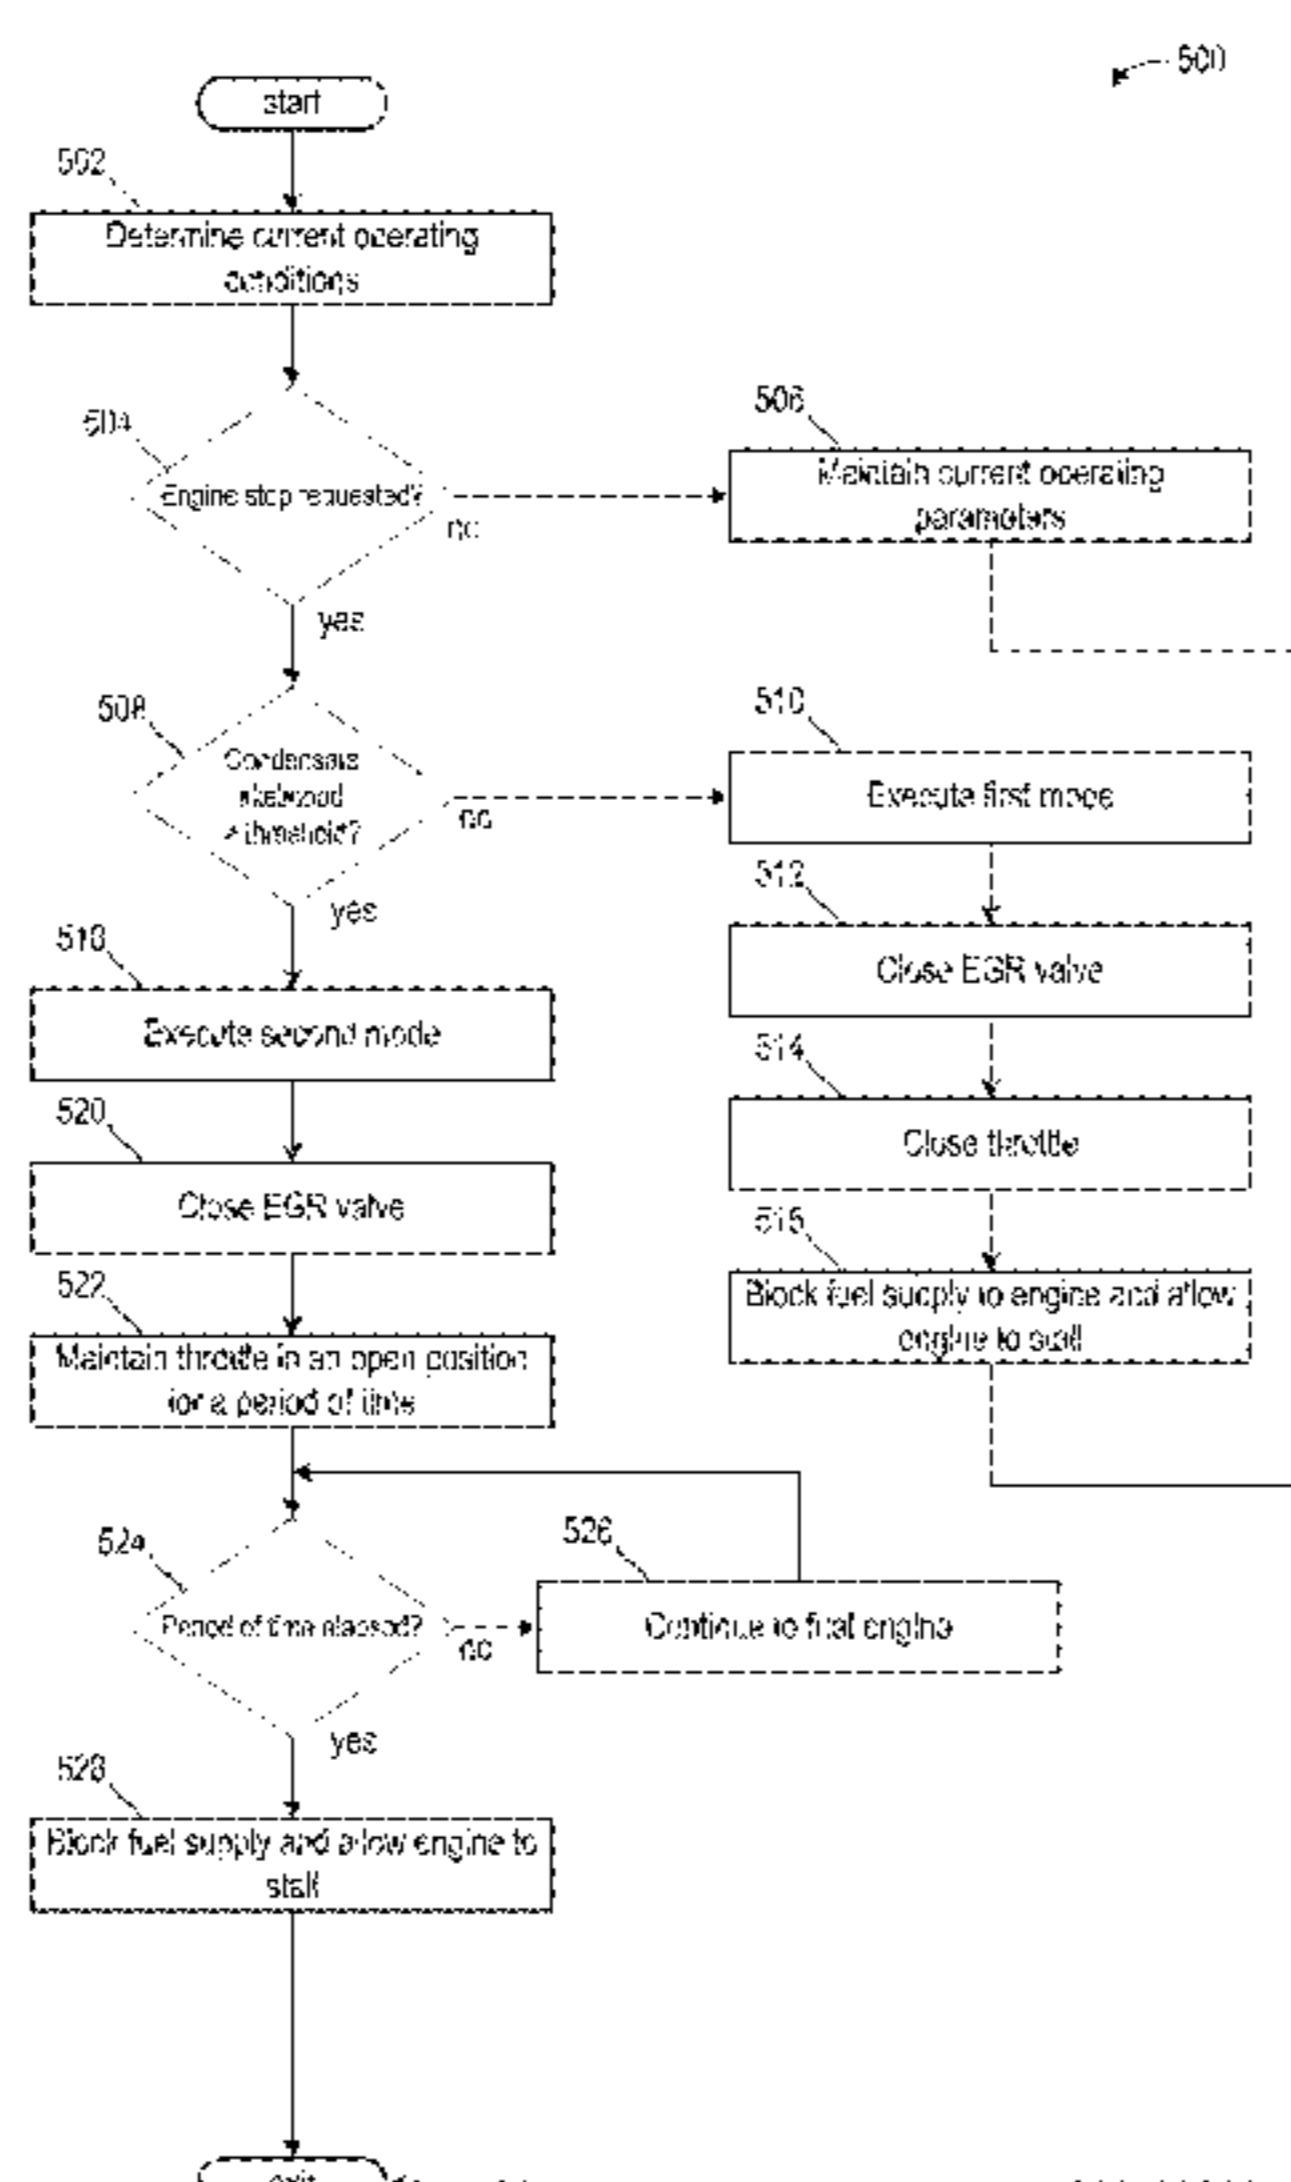 500
start
502
Determine current operating
conditions
504
Engine stop requested?
no
yes
506
Maintain current operating
parameters
508
Condensate
likelihood
threshold?
no
yes
510
Execute first mode
512
Close EGR valve
514
Close throttle
516
Block fuel supply to engine and allow
engine to stall
518
Execute second mode
520
Close EGR valve
522
Maintain throttle in an open position
for a period of time
524
Period of time elapsed?
no
yes
526
Continue to fuel engine
528
Block fuel supply and allow engine to
stall
exit